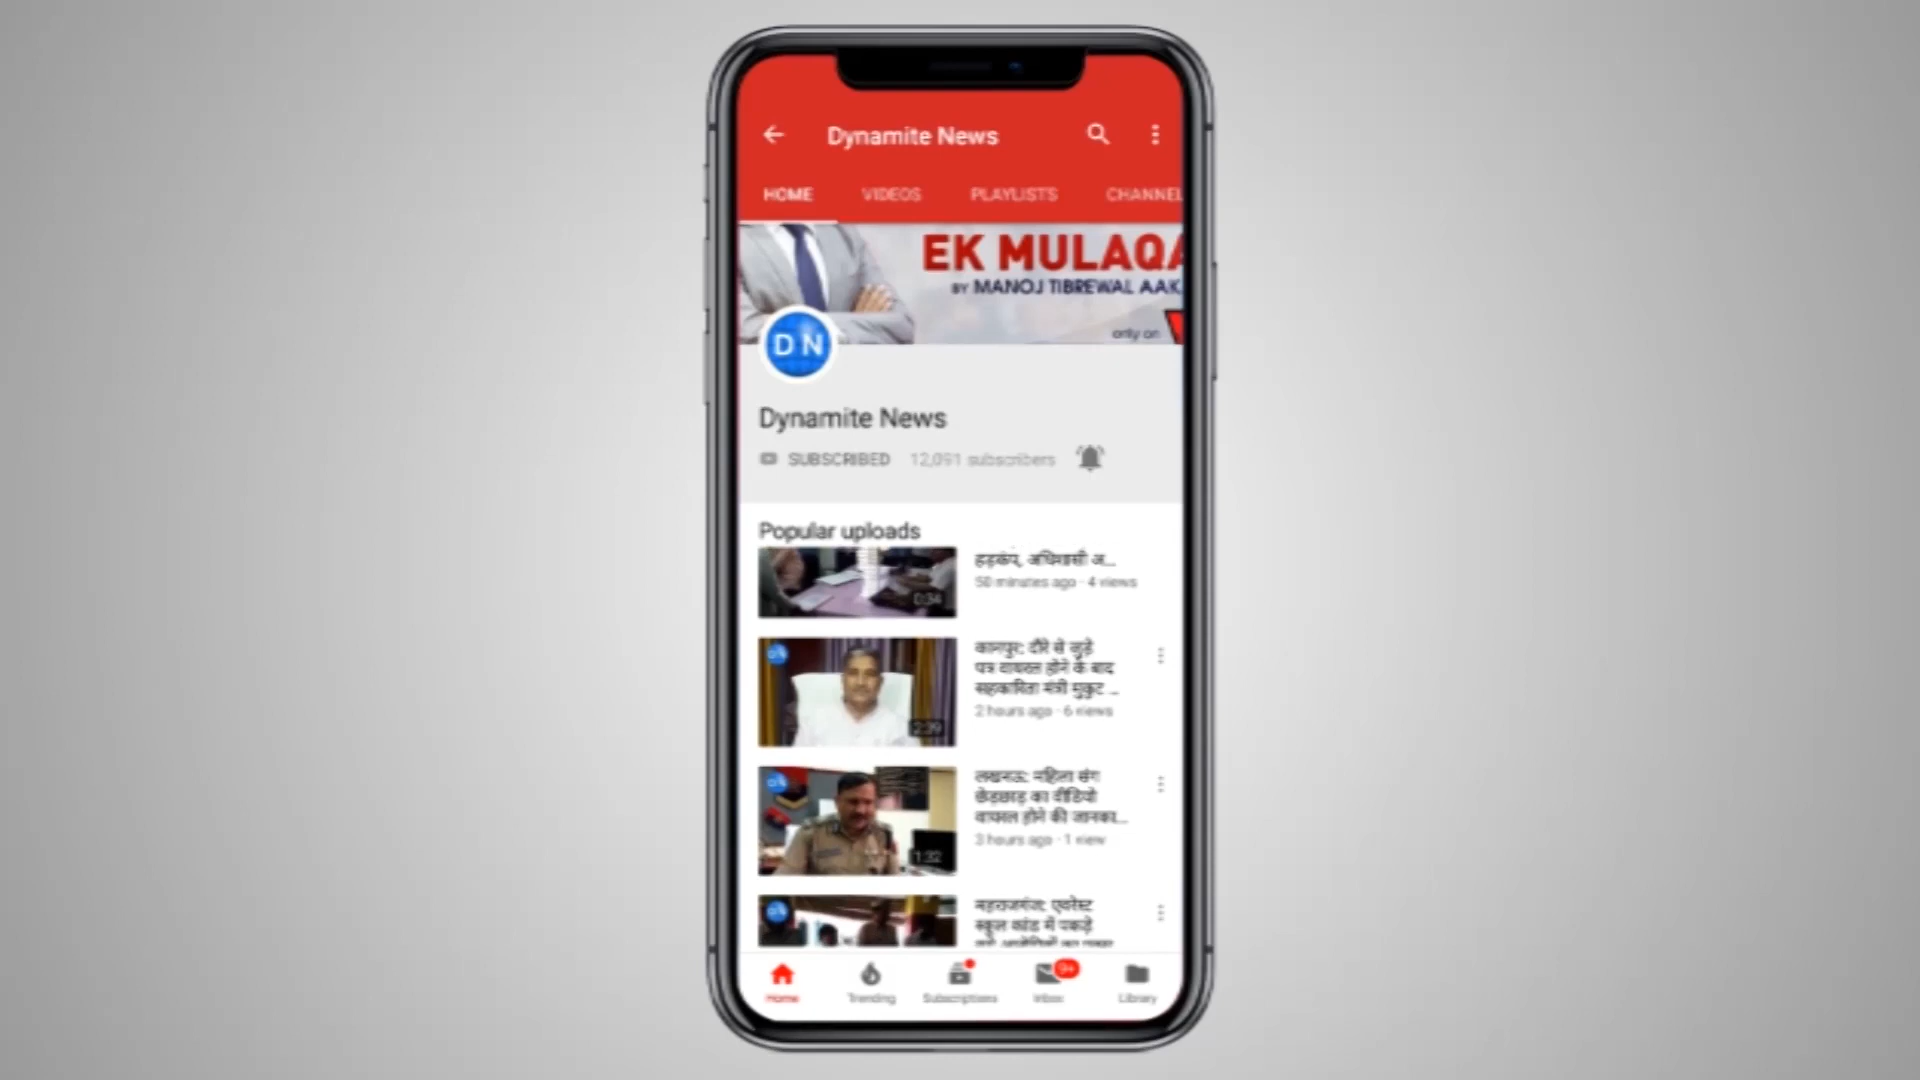 Dynamite News
HOME VIDEOS PLAYLISTS CHANNEL
EK MULAQA
BY MANOJ TIBREWAL AAK
only on
D N
Dynamite News
SUBSCRIBED 12,091 subscribers
Popular uploads
हड़कंप, अधिशासी अ...
50 minutes ago · 4 views
0:34
कानपुर: दौरे से जुड़े
पत्र वायरल होने के बाद
सहकारिता मंत्री मुकुट ...
2 hours ago · 6 views
2:39
लखनऊ: महिला संग
छेड़छाड़ का वीडियो
वायरल होने की जानका...
3 hours ago · 1 view
1:32
महराजगंज: एवरेस्ट
स्कूल कांड में पकड़े
Home Trending Subscriptions Inbox 9+ Library